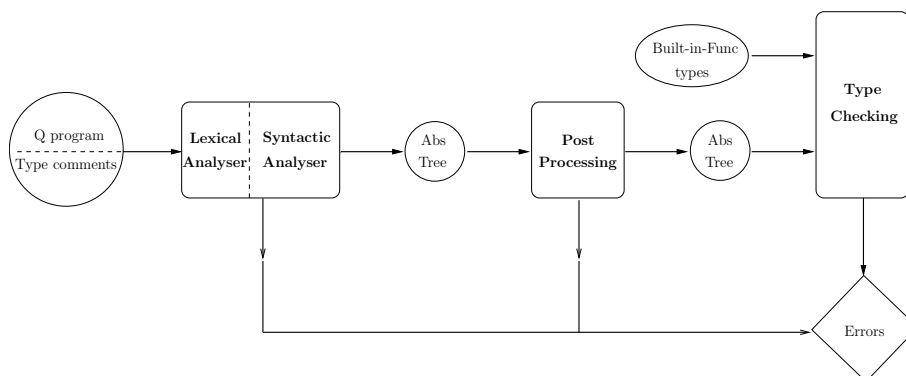 Built-in-Func
types
Type
Checking
Q program
Type comments
Lexical
Analyser
Syntactic
Analyser
Abs
Tree
Post
Processing
Abs
Tree
Errors